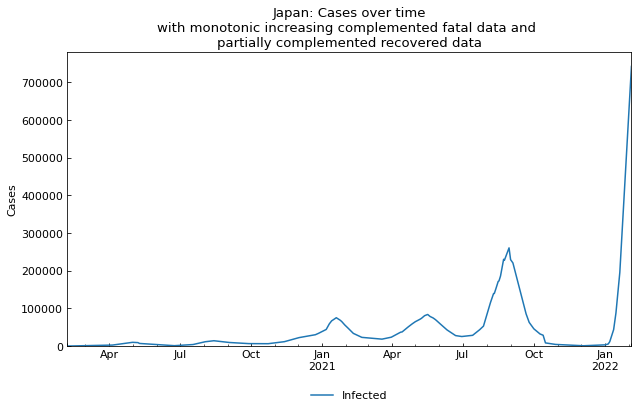 Japan: Cases over time
with monotonic increasing complemented fatal data and
partially complemented recovered data
700000
600000
500000
400000
300000
200000
100000
0
Cases
Apr Jul Oct Jan Apr Jul Oct Jan
2021 2022
Infected